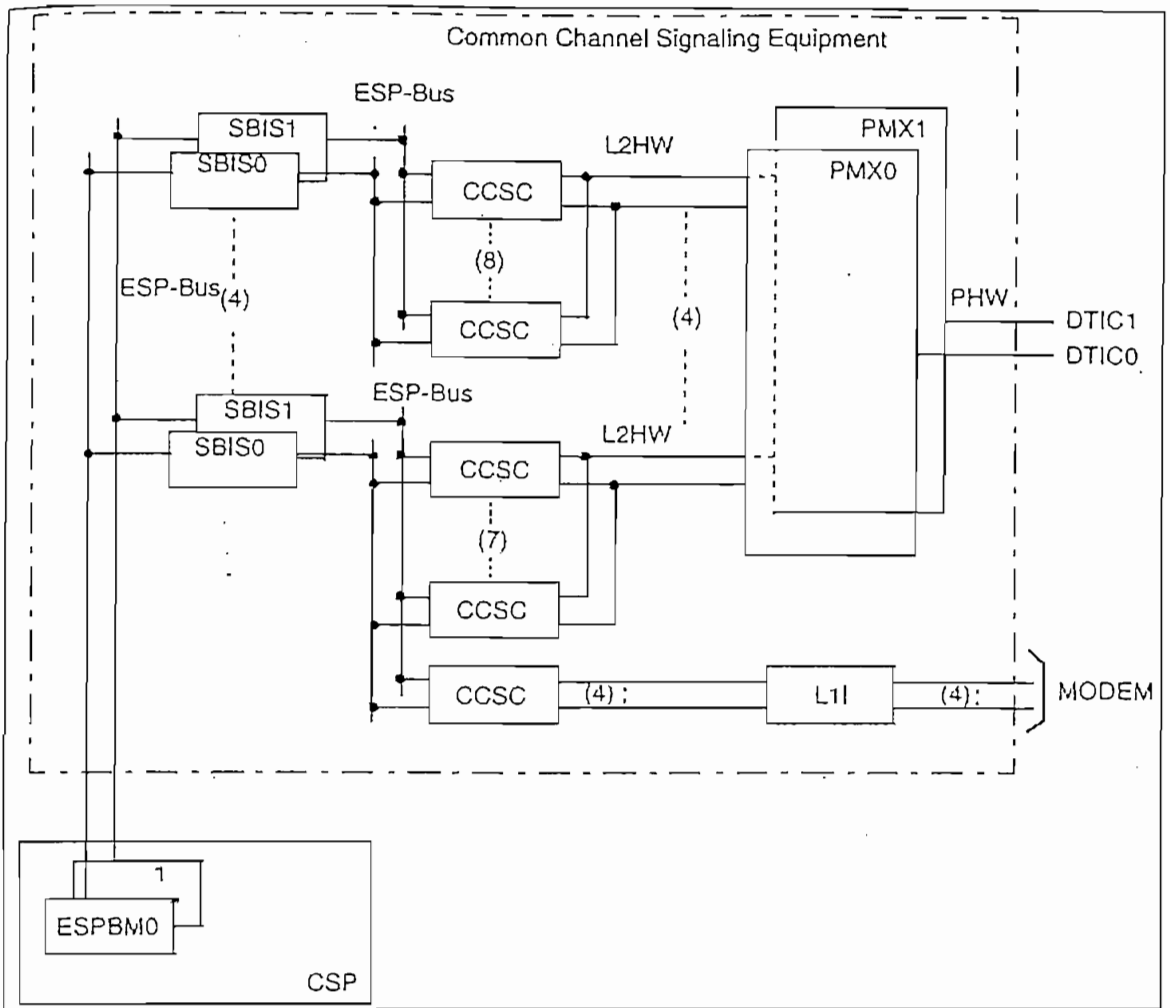 Common Channel Signaling Equipment
ESP-Bus
SBIS1
SBIS0
CCSC
L2HW
PMX1
PMX0
(8)
ESP-Bus
(4)
CCSC
(4)
PHW
DTIC1
DTIC0
ESP-Bus
SBIS1
SBIS0
CCSC
L2HW
(7)
CCSC
CCSC
(4) :
L1I
(4) :
MODEM
1
ESPBM0
CSP